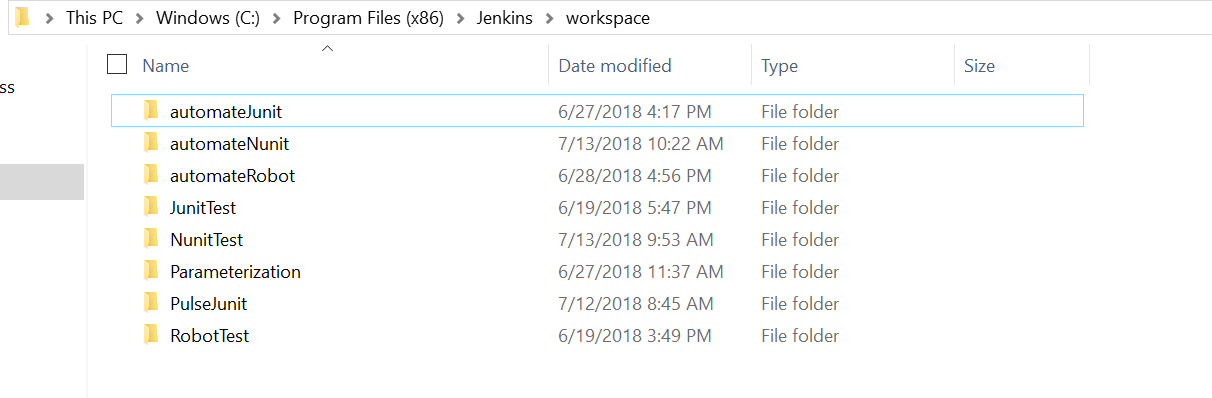 This PC > Windows (C:) > Program Files (x86) > Jenkins > workspace
Name Date modified Type Size
ss
automateJunit 6/27/2018 4:17 PM File folder
automateNunit 7/13/2018 10:22 AM File folder
automateRobot 6/28/2018 4:56 PM File folder
JunitTest 6/19/2018 5:47 PM File folder
NunitTest 7/13/2018 9:53 AM File folder
Parameterization 6/27/2018 11:37 AM File folder
PulseJunit 7/12/2018 8:45 AM File folder
RobotTest 6/19/2018 3:49 PM File folder